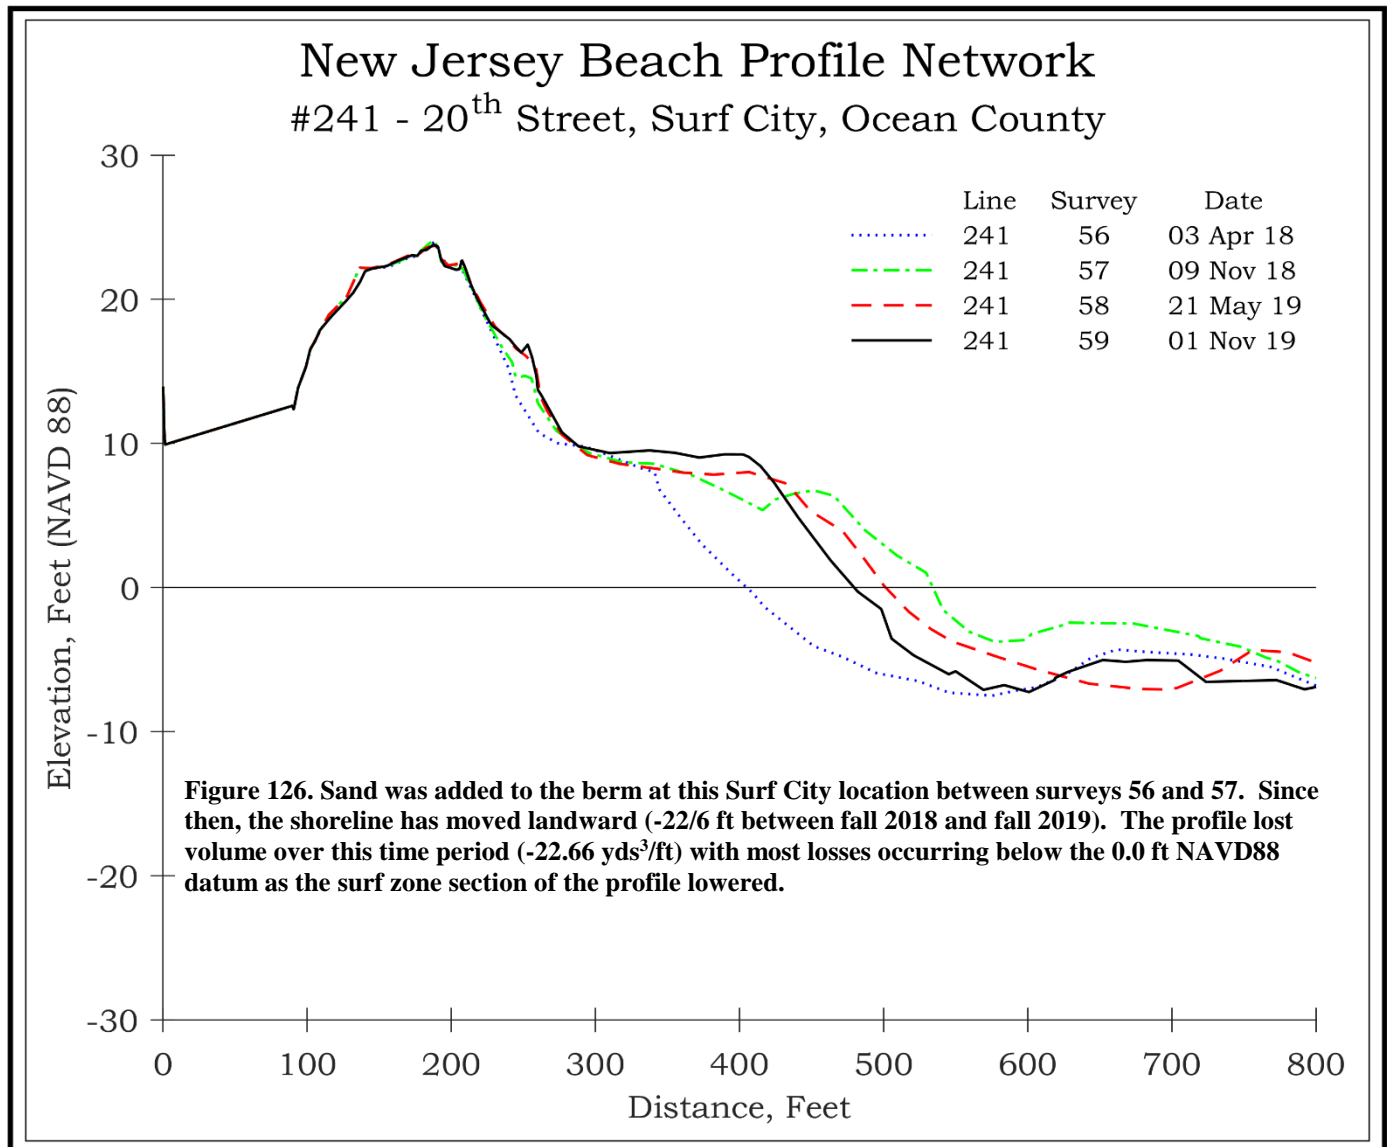 New Jersey Beach Profile Network
#241 - 20th Street, Surf City, Ocean County
Line Survey Date
241 56 03 Apr 18
241 57 09 Nov 18
241 58 21 May 19
241 59 01 Nov 19
Elevation, Feet (NAVD 88)
30
20
10
0
-10
-20
-30
Figure 126. Sand was added to the berm at this Surf City location between surveys 56 and 57.  Since
then, the shoreline has moved landward (-22/6 ft between fall 2018 and fall 2019).  The profile lost
volume over this time period (-22.66 yds³/ft) with most losses occurring below the 0.0 ft NAVD88
datum as the surf zone section of the profile lowered.
0 100 200 300 400 500 600 700 800
Distance, Feet